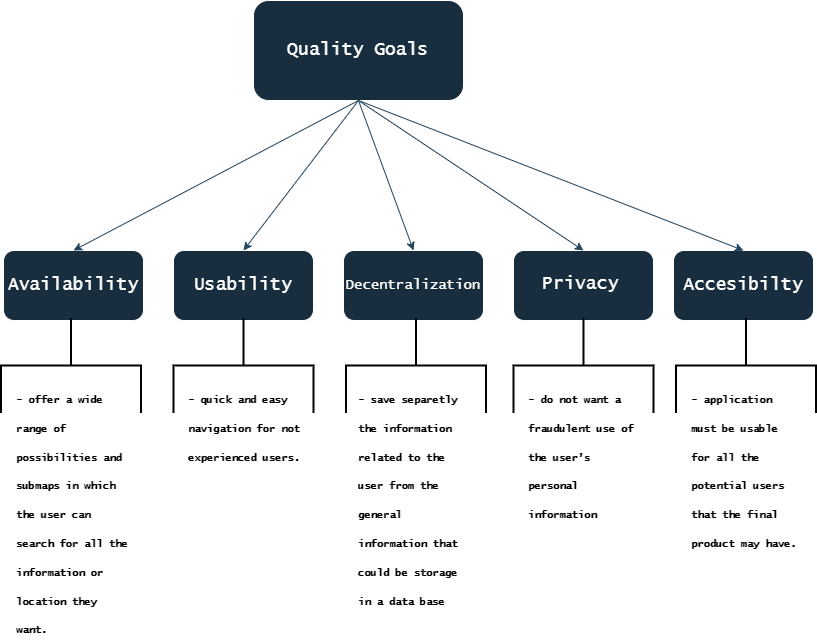 Quality Goals
Availability
Usability
Decentralization
Privacy
Accesibilty
- offer a wide
range of
possibilities and
submaps in which
the user can
search for all the
information or
location they
want.
- quick and easy
navigation for not
experienced users.
- save separetly
the information
related to the
user from the
general
information that
could be storage
in a data base
- do not want a
fraudulent use of
the user's
personal
information
- application
must be usable
for all the
potential users
that the final
product may have.